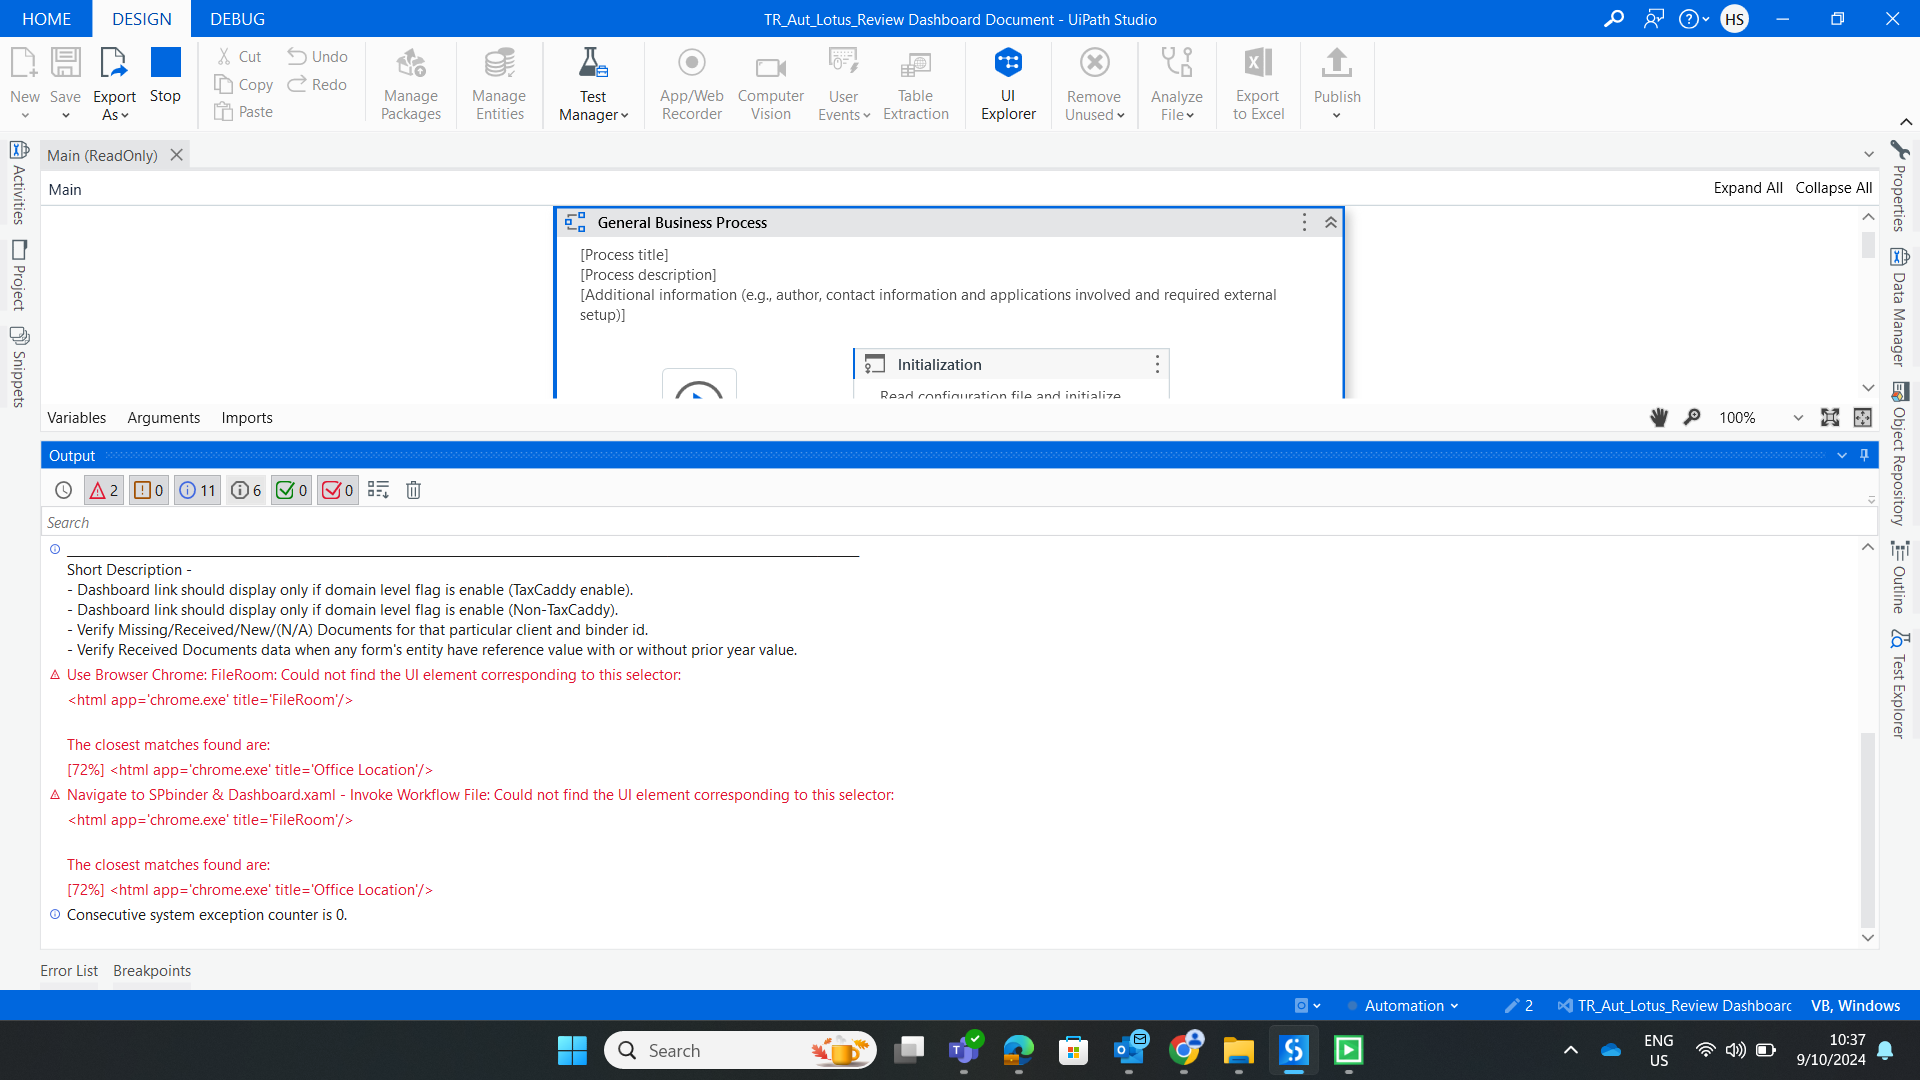 HOME DESIGN DEBUG TR_Aut_Lotus_Review Dashboard Document - UiPath Studio HS
New Save Export As Stop Cut Copy Paste Undo Redo Manage Packages Manage Entities Test Manager App/Web Recorder Computer Vision User Events Table Extraction UI Explorer Remove Unused Analyze File Export to Excel Publish
Main (ReadOnly)
Main Expand All Collapse All
Activities
Project
Snippets
Properties
Data Manager
Object Repository
Outline
Test Explorer
General Business Process
[Process title]
[Process description]
[Additional information (e.g., author, contact information and applications involved and required external
setup)]
Initialization
Read configuration file and initialize
Variables Arguments Imports 100%
Output
2 0 11 6 0 0
Search
Short Description -
- Dashboard link should display only if domain level flag is enable (TaxCaddy enable).
- Dashboard link should display only if domain level flag is enable (Non-TaxCaddy).
- Verify Missing/Received/New/(N/A) Documents for that particular client and binder id.
- Verify Received Documents data when any form's entity have reference value with or without prior year value.
Use Browser Chrome: FileRoom: Could not find the UI element corresponding to this selector:
<html app='chrome.exe' title='FileRoom'/>
The closest matches found are:
[72%] <html app='chrome.exe' title='Office Location'/>
Navigate to SPbinder & Dashboard.xaml - Invoke Workflow File: Could not find the UI element corresponding to this selector:
<html app='chrome.exe' title='FileRoom'/>
The closest matches found are:
[72%] <html app='chrome.exe' title='Office Location'/>
Consecutive system exception counter is 0.
Error List Breakpoints
Automation 2 TR_Aut_Lotus_Review Dashboard VB, Windows
Search ENG US 10:37 9/10/2024